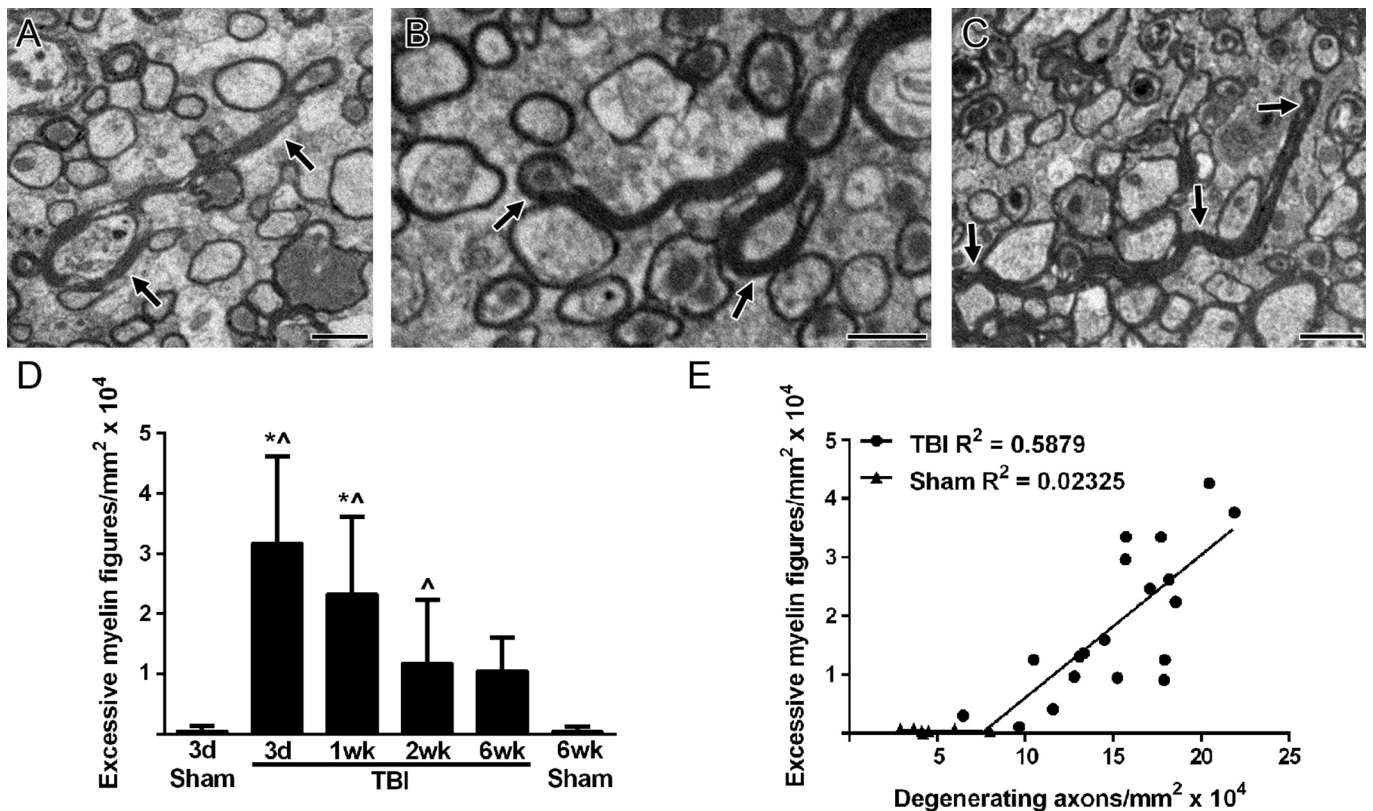 A
B
C
D
E
Excessive myelin figures/mm² x 10⁴
5
4
3
2
1
*^
*^
^
3d
Sham
3d
1wk
2wk
6wk
6wk
Sham
TBI
Excessive myelin figures/mm² x 10⁴
5
4
3
2
1
TBI R² = 0.5879
Sham R² = 0.02325
5
10
15
20
25
Degenerating axons/mm² x 10⁴